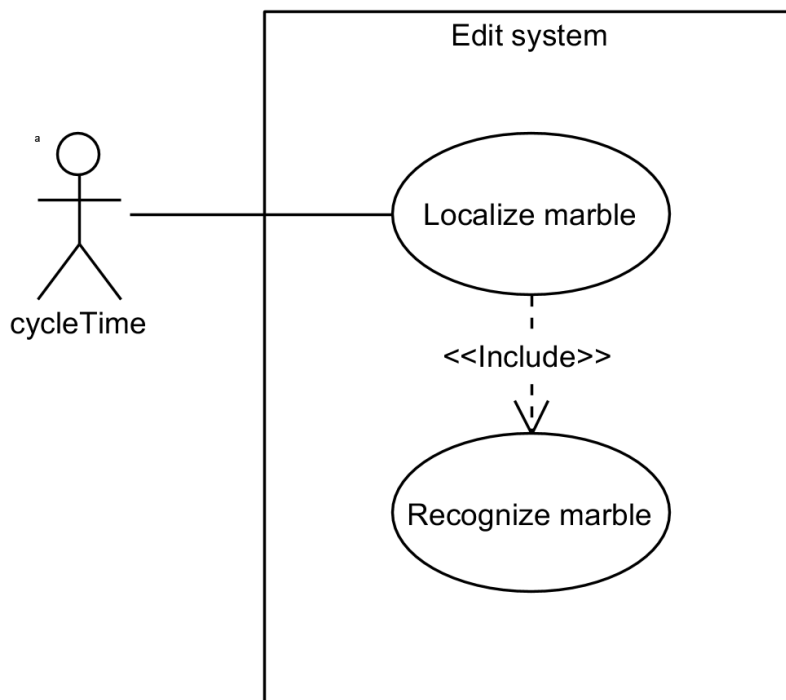 Edit system
a
Localize marble
cycleTime
<<Include>>
Recognize marble